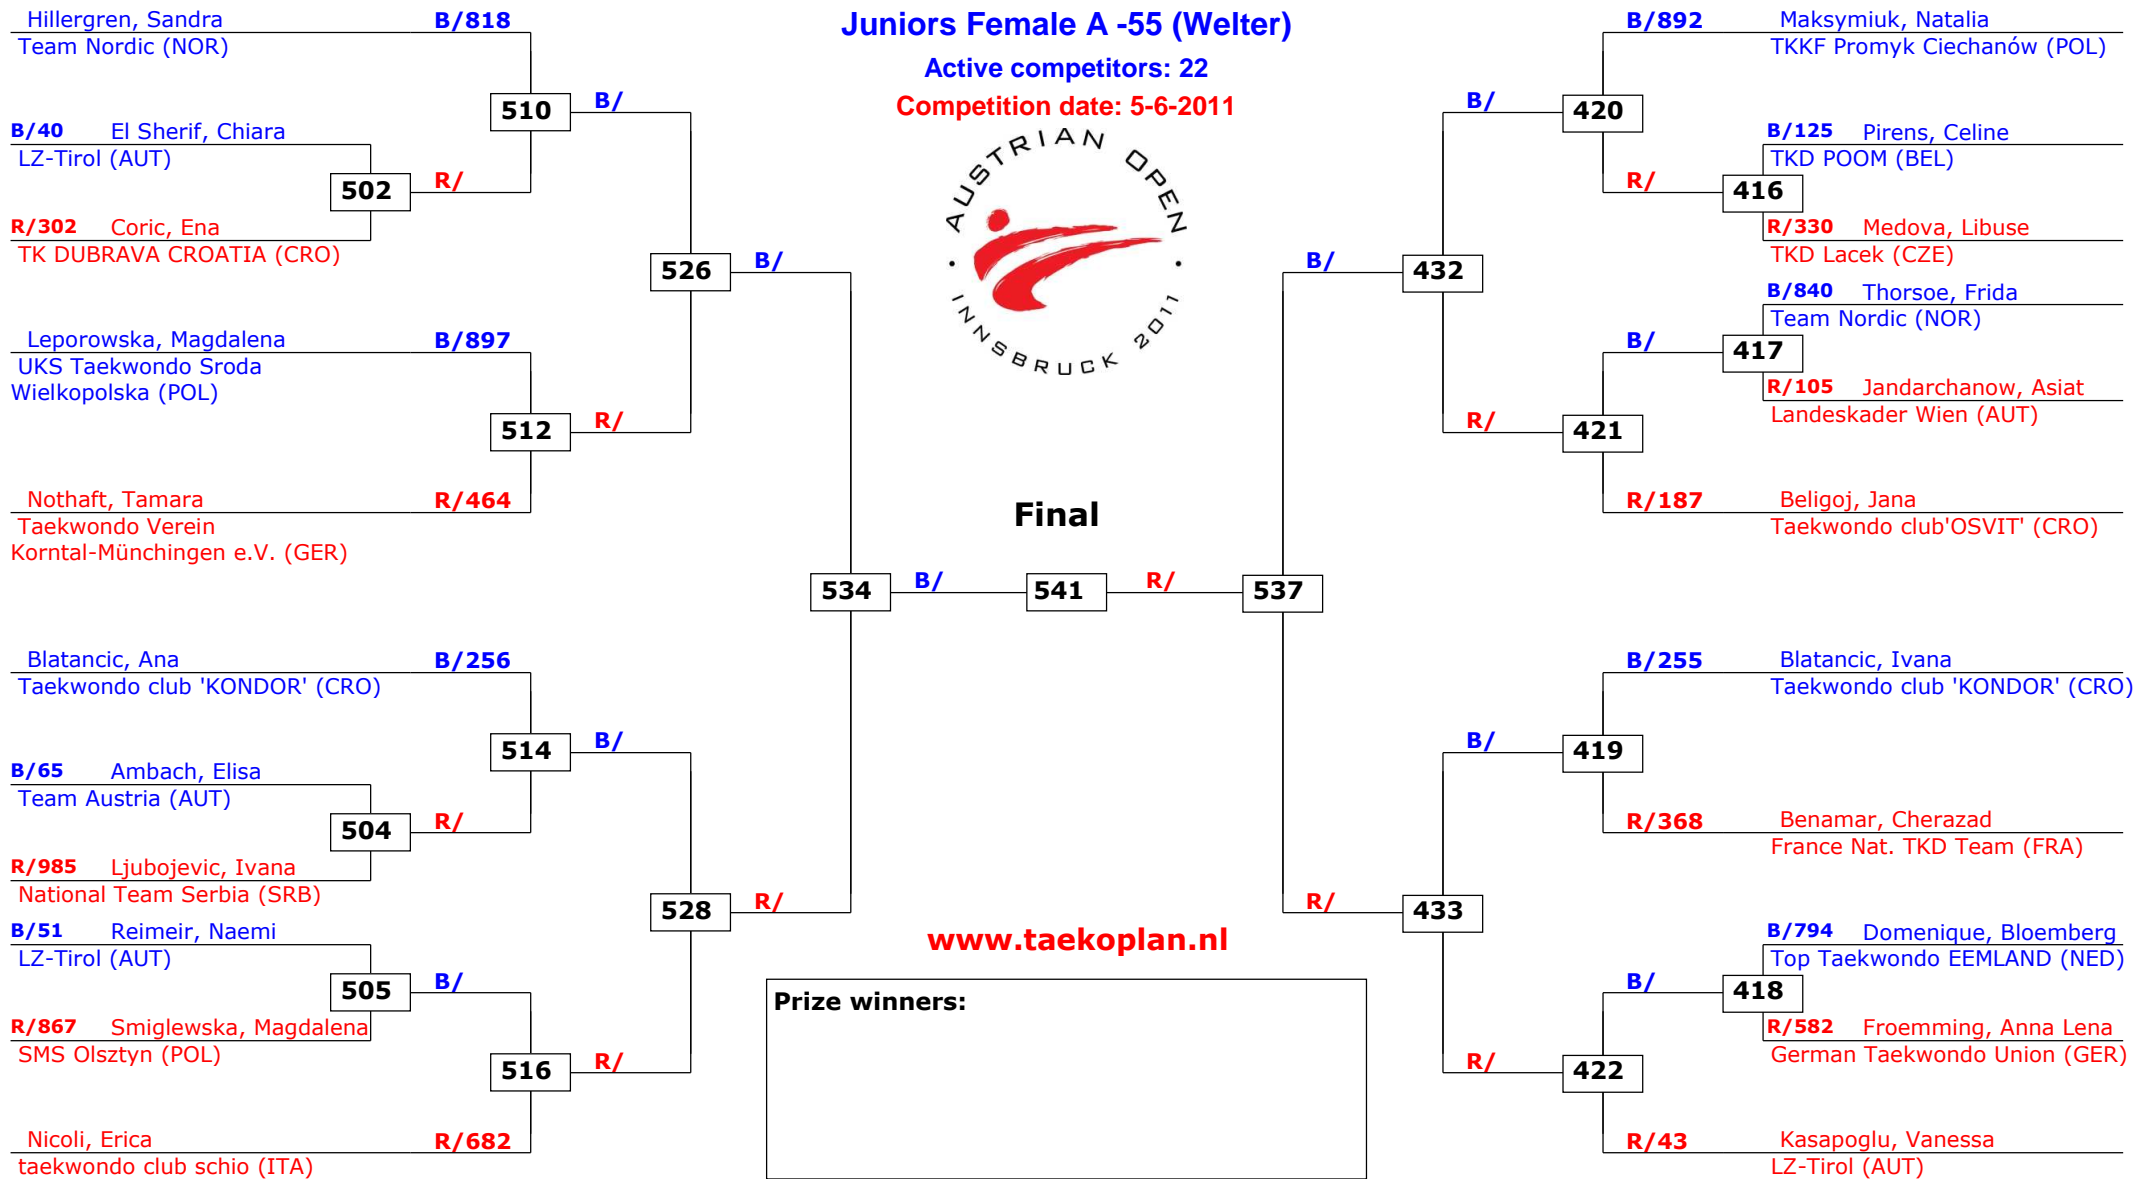 Juniors Female A -55 (Welter)
Active competitors: 22
Competition date: 5-6-2011
AUSTRIAN OPEN
· INNSBRUCK 2011 ·
Hillergren, Sandra B/818
Team Nordic (NOR)
510 B/
B/40 El Sherif, Chiara
LZ-Tirol (AUT)
502 R/
R/302 Coric, Ena
TK DUBRAVA CROATIA (CRO)
526 B/
Leporowska, Magdalena B/897
UKS Taekwondo Sroda
Wielkopolska (POL)
512 R/
Nothaft, Tamara R/464
Taekwondo Verein
Korntal-Münchingen e.V. (GER)
534 B/
Blatancic, Ana B/256
Taekwondo club 'KONDOR' (CRO)
514 B/
B/65 Ambach, Elisa
Team Austria (AUT)
504 R/
R/985 Ljubojevic, Ivana
National Team Serbia (SRB)
528 R/
B/51 Reimeir, Naemi
LZ-Tirol (AUT)
505 B/
R/867 Smiglewska, Magdalena
SMS Olsztyn (POL)
516 R/
Nicoli, Erica R/682
taekwondo club schio (ITA)
Final
541
B/892 Maksymiuk, Natalia
TKKF Promyk Ciechanów (POL)
B/ 420
B/125 Pirens, Celine
TKD POOM (BEL)
R/ 416
R/330 Medova, Libuse
TKD Lacek (CZE)
B/ 432
B/840 Thorsoe, Frida
Team Nordic (NOR)
B/ 417
R/105 Jandarchanow, Asiat
Landeskader Wien (AUT)
R/ 421
R/187 Beligoj, Jana
Taekwondo club'OSVIT' (CRO)
R/ 537
B/255 Blatancic, Ivana
Taekwondo club 'KONDOR' (CRO)
B/ 419
R/368 Benamar, Cherazad
France Nat. TKD Team (FRA)
R/ 433
B/794 Domenique, Bloemberg
Top Taekwondo EEMLAND (NED)
B/ 418
R/582 Froemming, Anna Lena
German Taekwondo Union (GER)
R/ 422
R/43 Kasapoglu, Vanessa
LZ-Tirol (AUT)
www.taekoplan.nl
Prize winners: